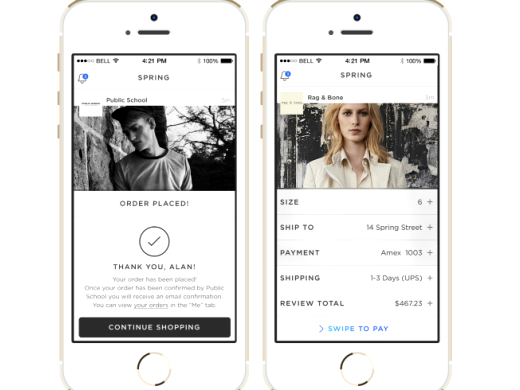 BELL
4:21 PM
100%
SPRING
Public School
ORDER PLACED!
THANK YOU, ALAN!
Your order has been placed!
Once your order has been confirmed by Public
School you will receive an email confirmation
You can view your orders in the "Me" tab.
CONTINUE SHOPPING
BELL
4:21 PM
100%
SPRING
Rag & Bone
SIZE 6 +
SHIP TO 14 Spring Street +
PAYMENT Amex 1003 +
SHIPPING 1-3 Days (UPS) +
REVIEW TOTAL $467.23 +
> SWIPE TO PAY